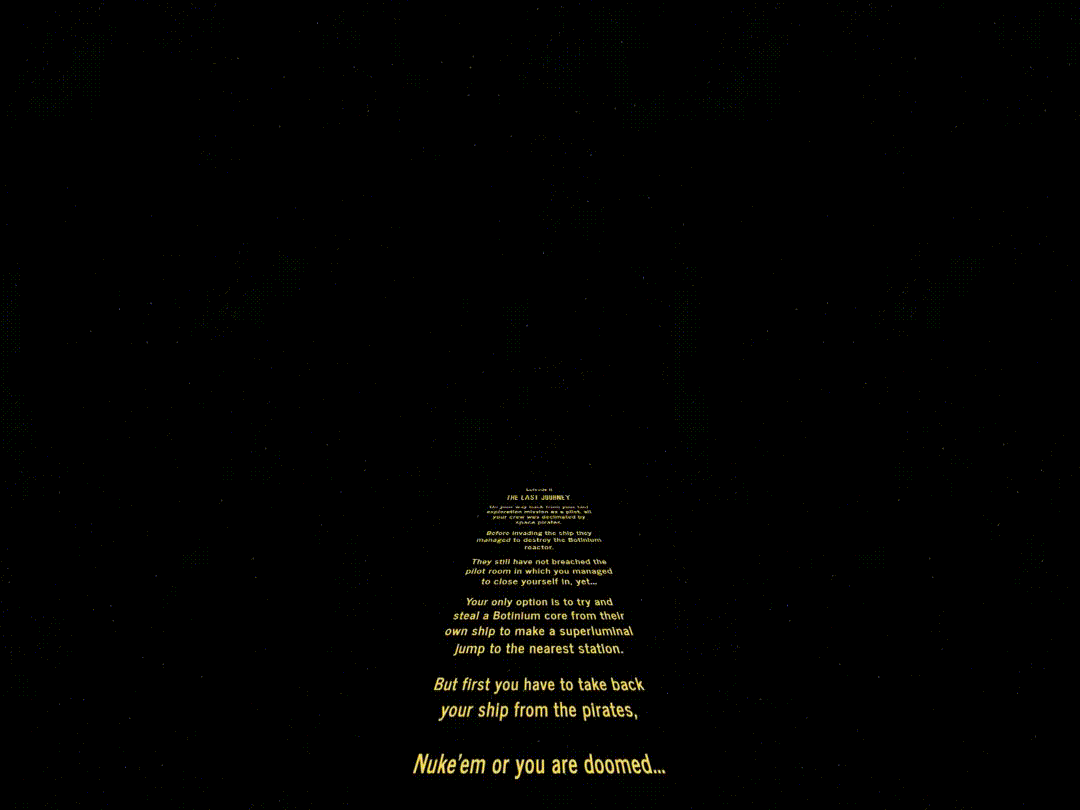 Episode II
THE LAST JOURNEY
On your way back from your last
exploration mission as a pilot, all
your crew was decimated by
space pirates.
Before invading the ship they
managed to destroy the Botinium
reactor.
They still have not breached the
pilot room in which you managed
to close yourself in, yet...
Your only option is to try and
steal a Botinium core from their
own ship to make a superluminal
jump to the nearest station.
But first you have to take back
your ship from the pirates,
Nuke'em or you are doomed...